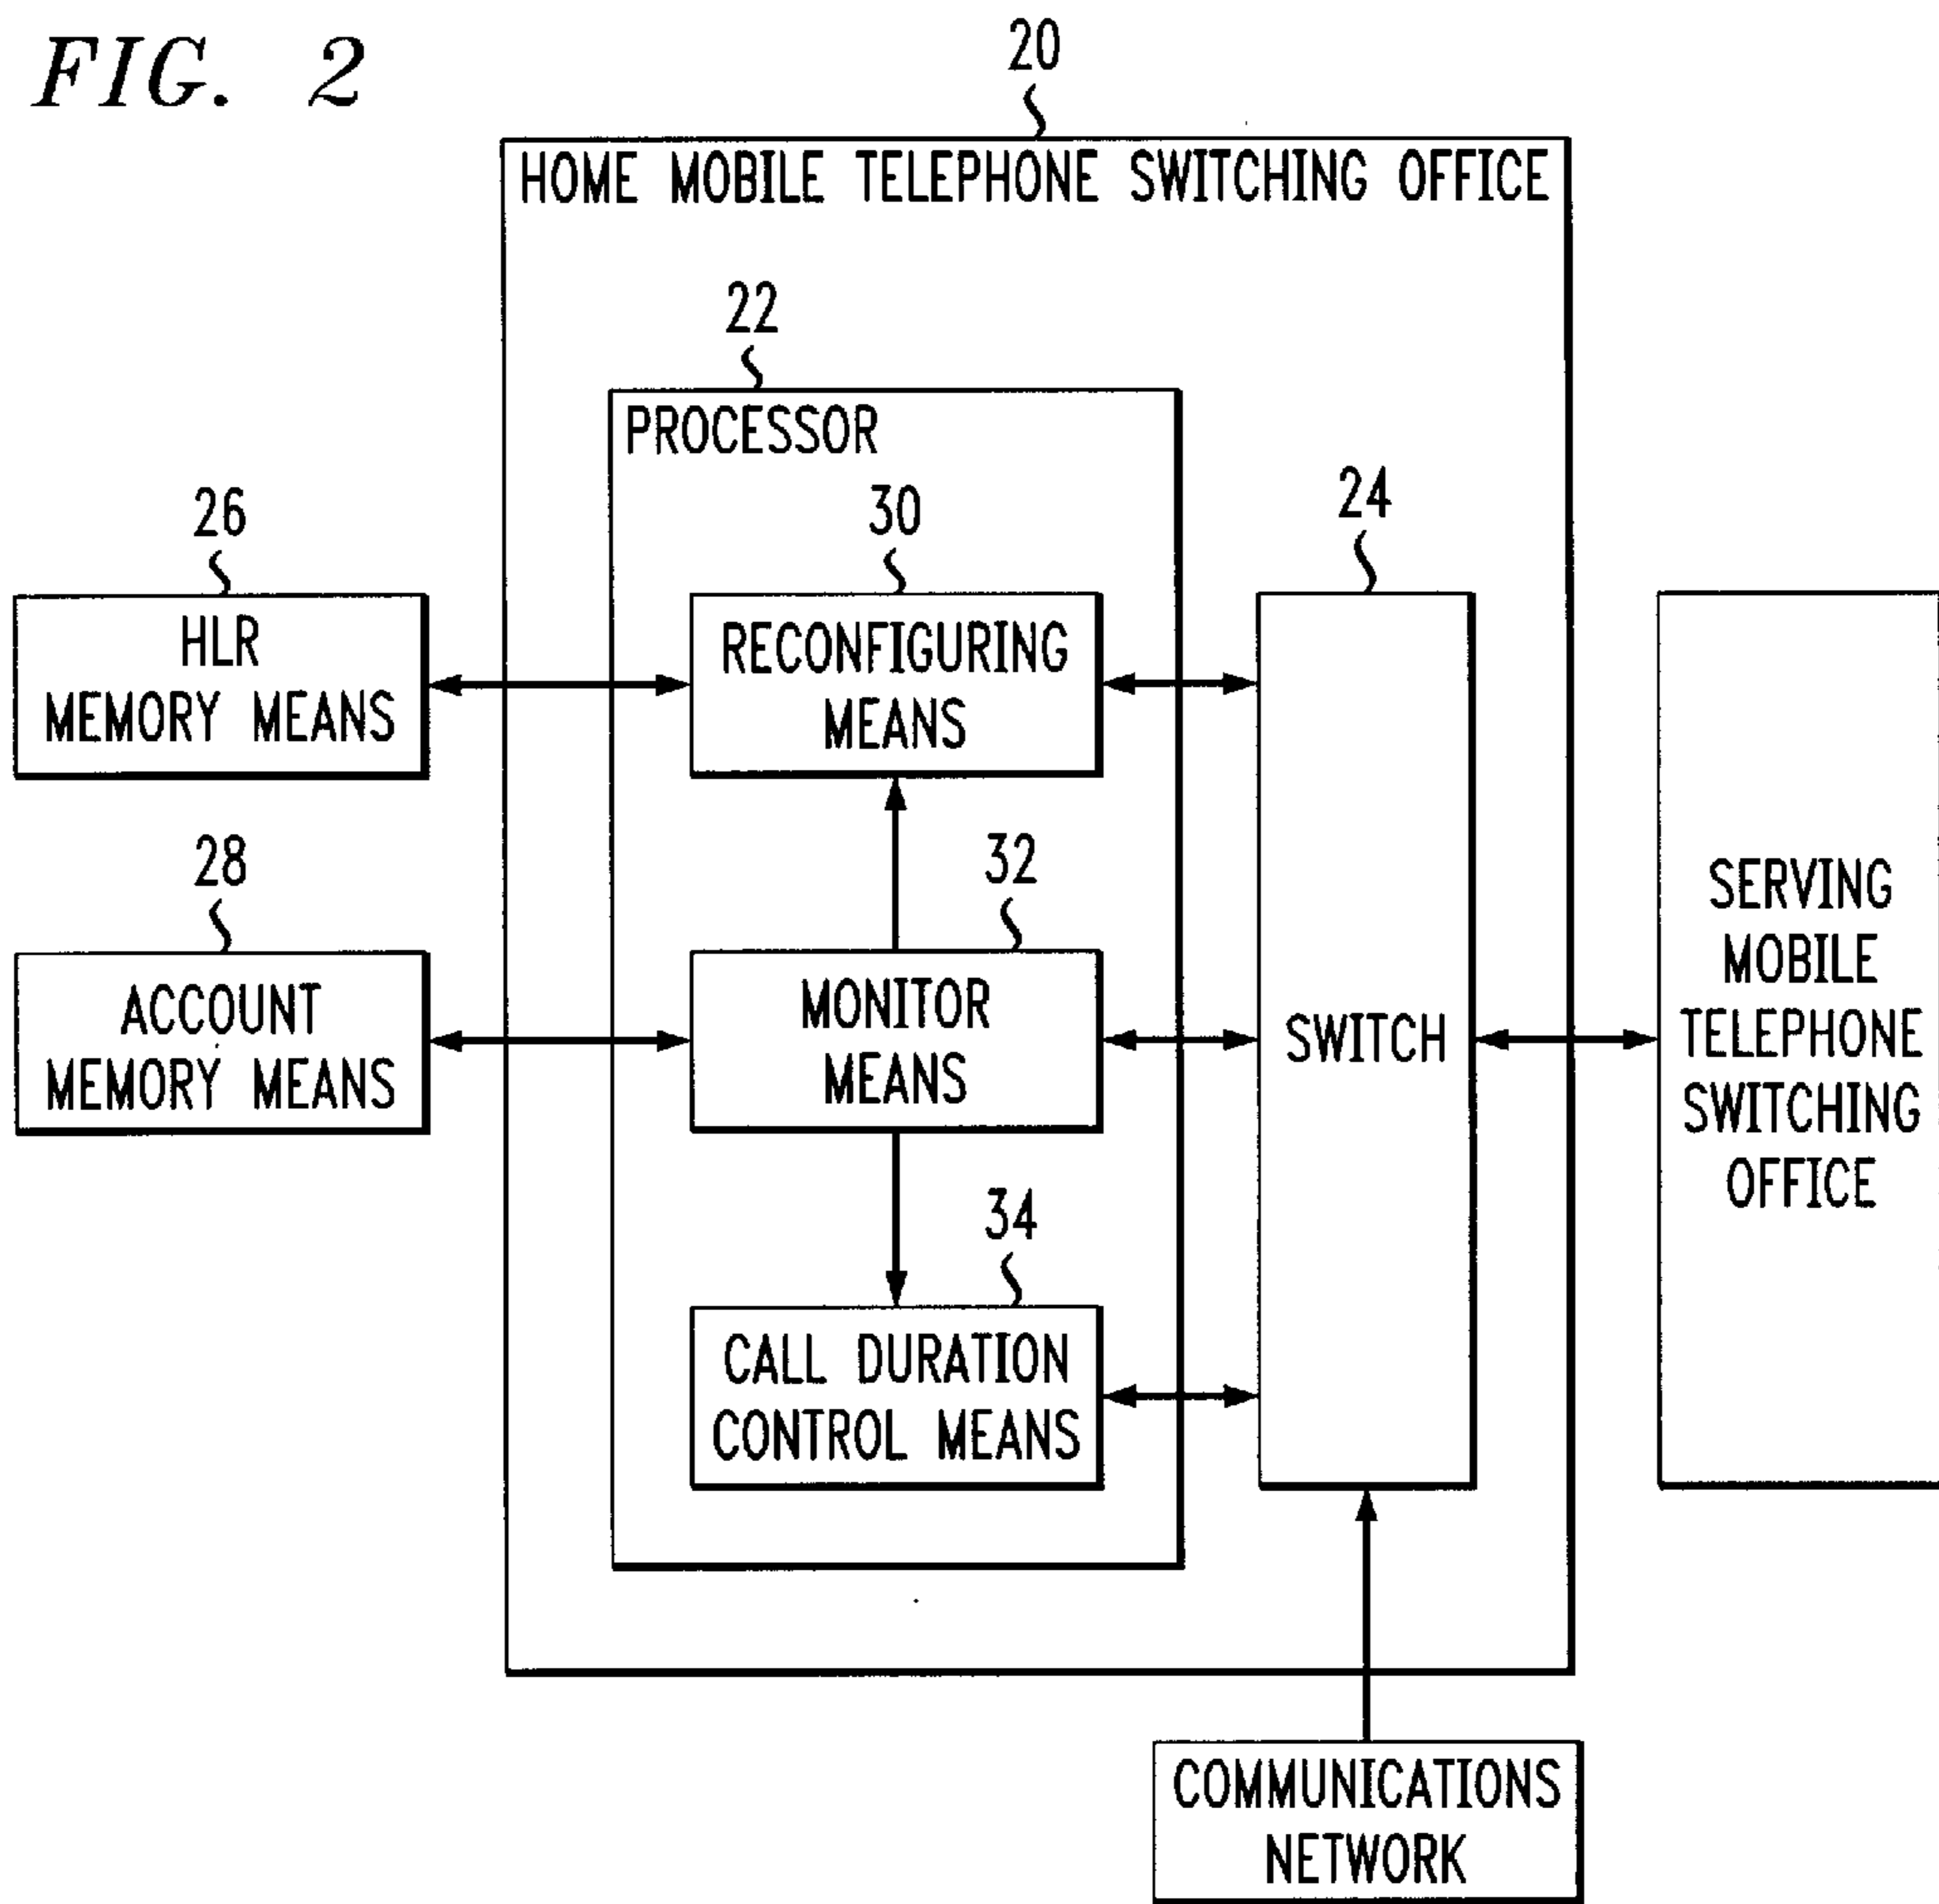 FIG. 2
20
HOME MOBILE TELEPHONE SWITCHING OFFICE
22
PROCESSOR
26
30
24
HLR
MEMORY MEANS
RECONFIGURING
MEANS
28
32
ACCOUNT
MEMORY MEANS
MONITOR
MEANS
SWITCH
SERVING
MOBILE
TELEPHONE
SWITCHING
OFFICE
34
CALL DURATION
CONTROL MEANS
COMMUNICATIONS
NETWORK